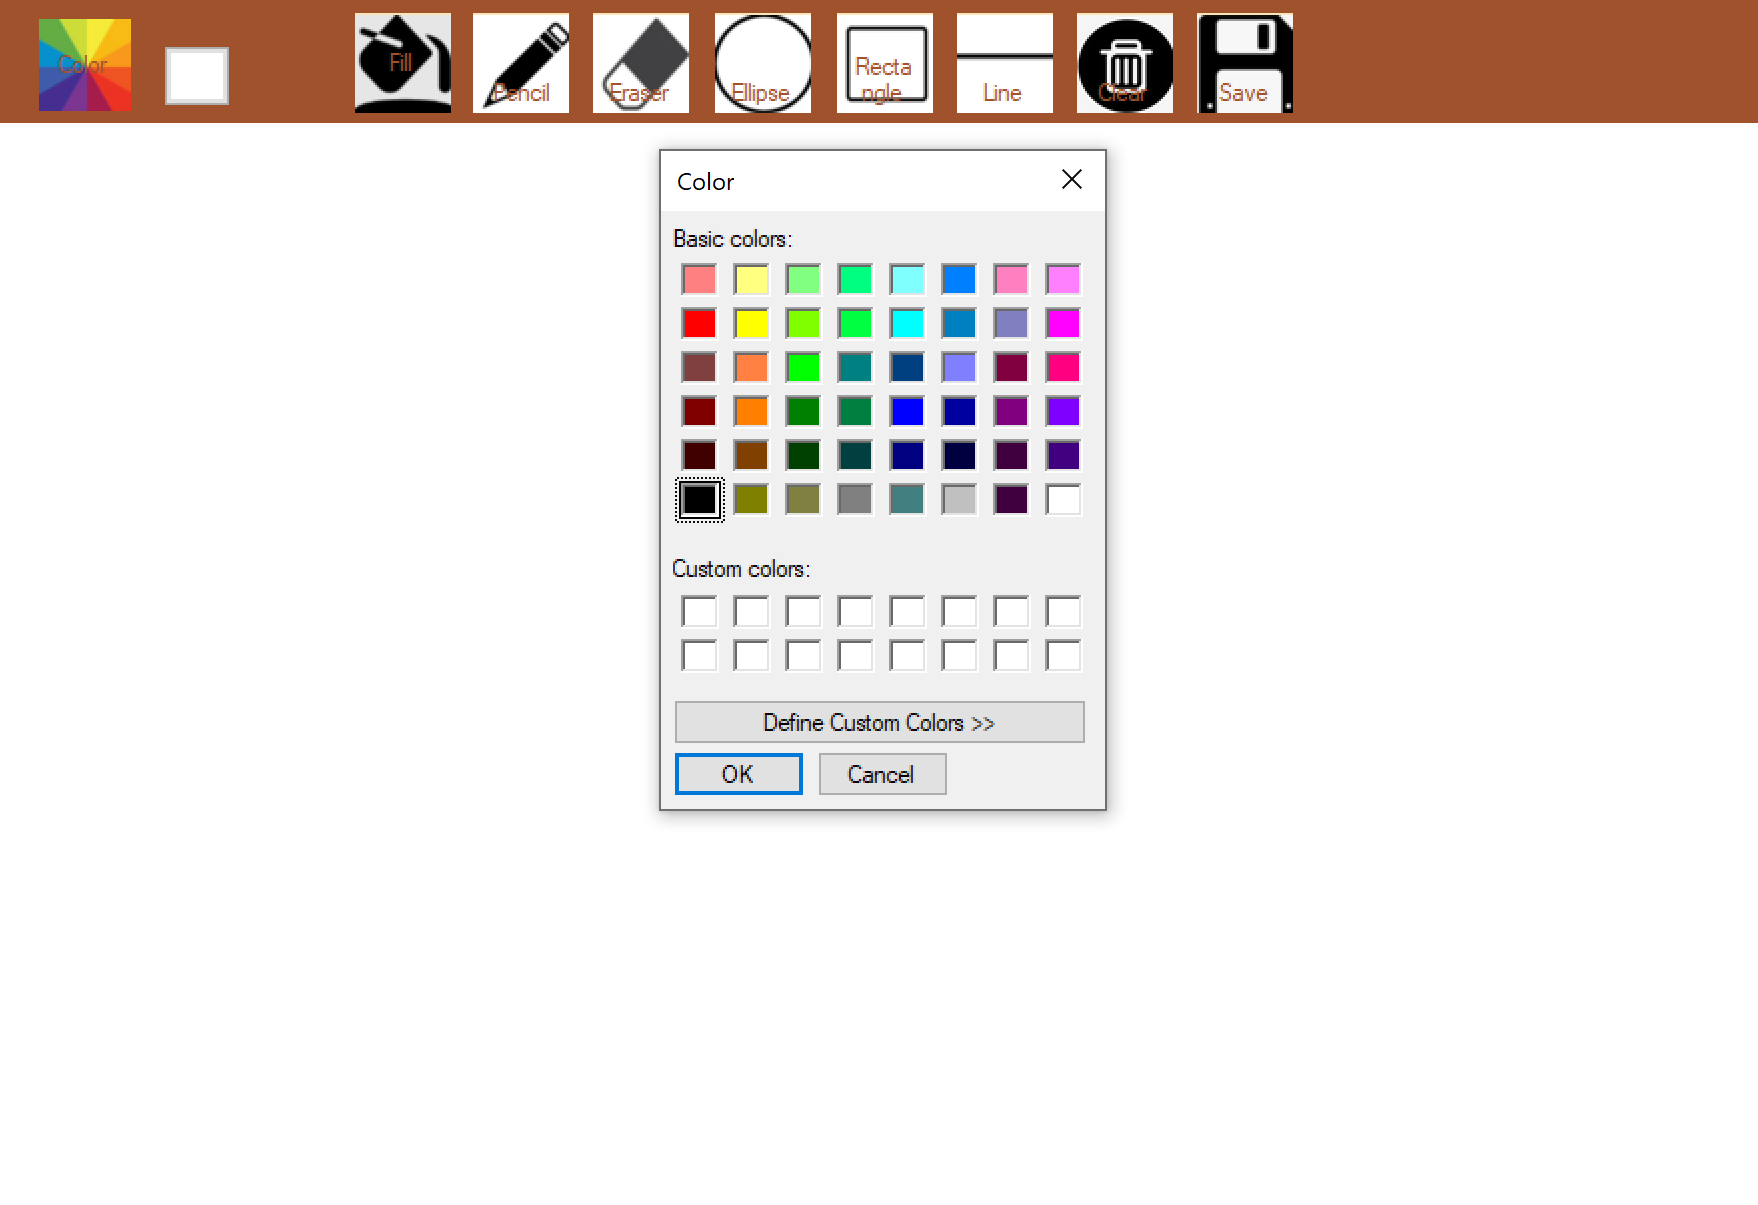 Color
Fill
Pencil
Eraser
Ellipse
Recta
ngle
Line
Clear
Save
Color
Basic colors:
Custom colors:
Define Custom Colors >>
OK
Cancel